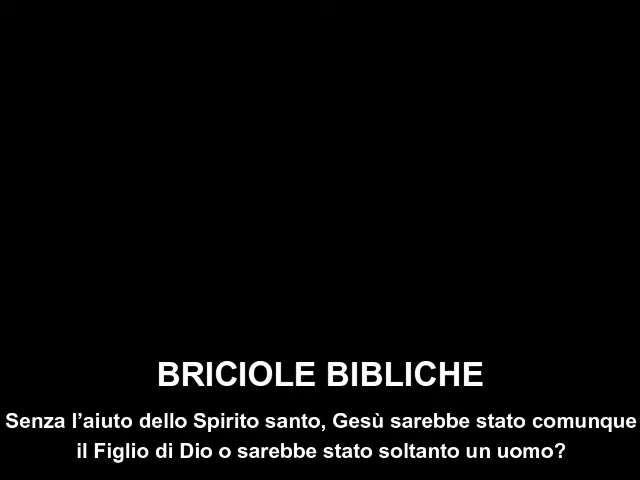 BRICIOLE BIBLICHE
Senza l’aiuto dello Spirito santo, Gesù sarebbe stato comunque
il Figlio di Dio o sarebbe stato soltanto un uomo?